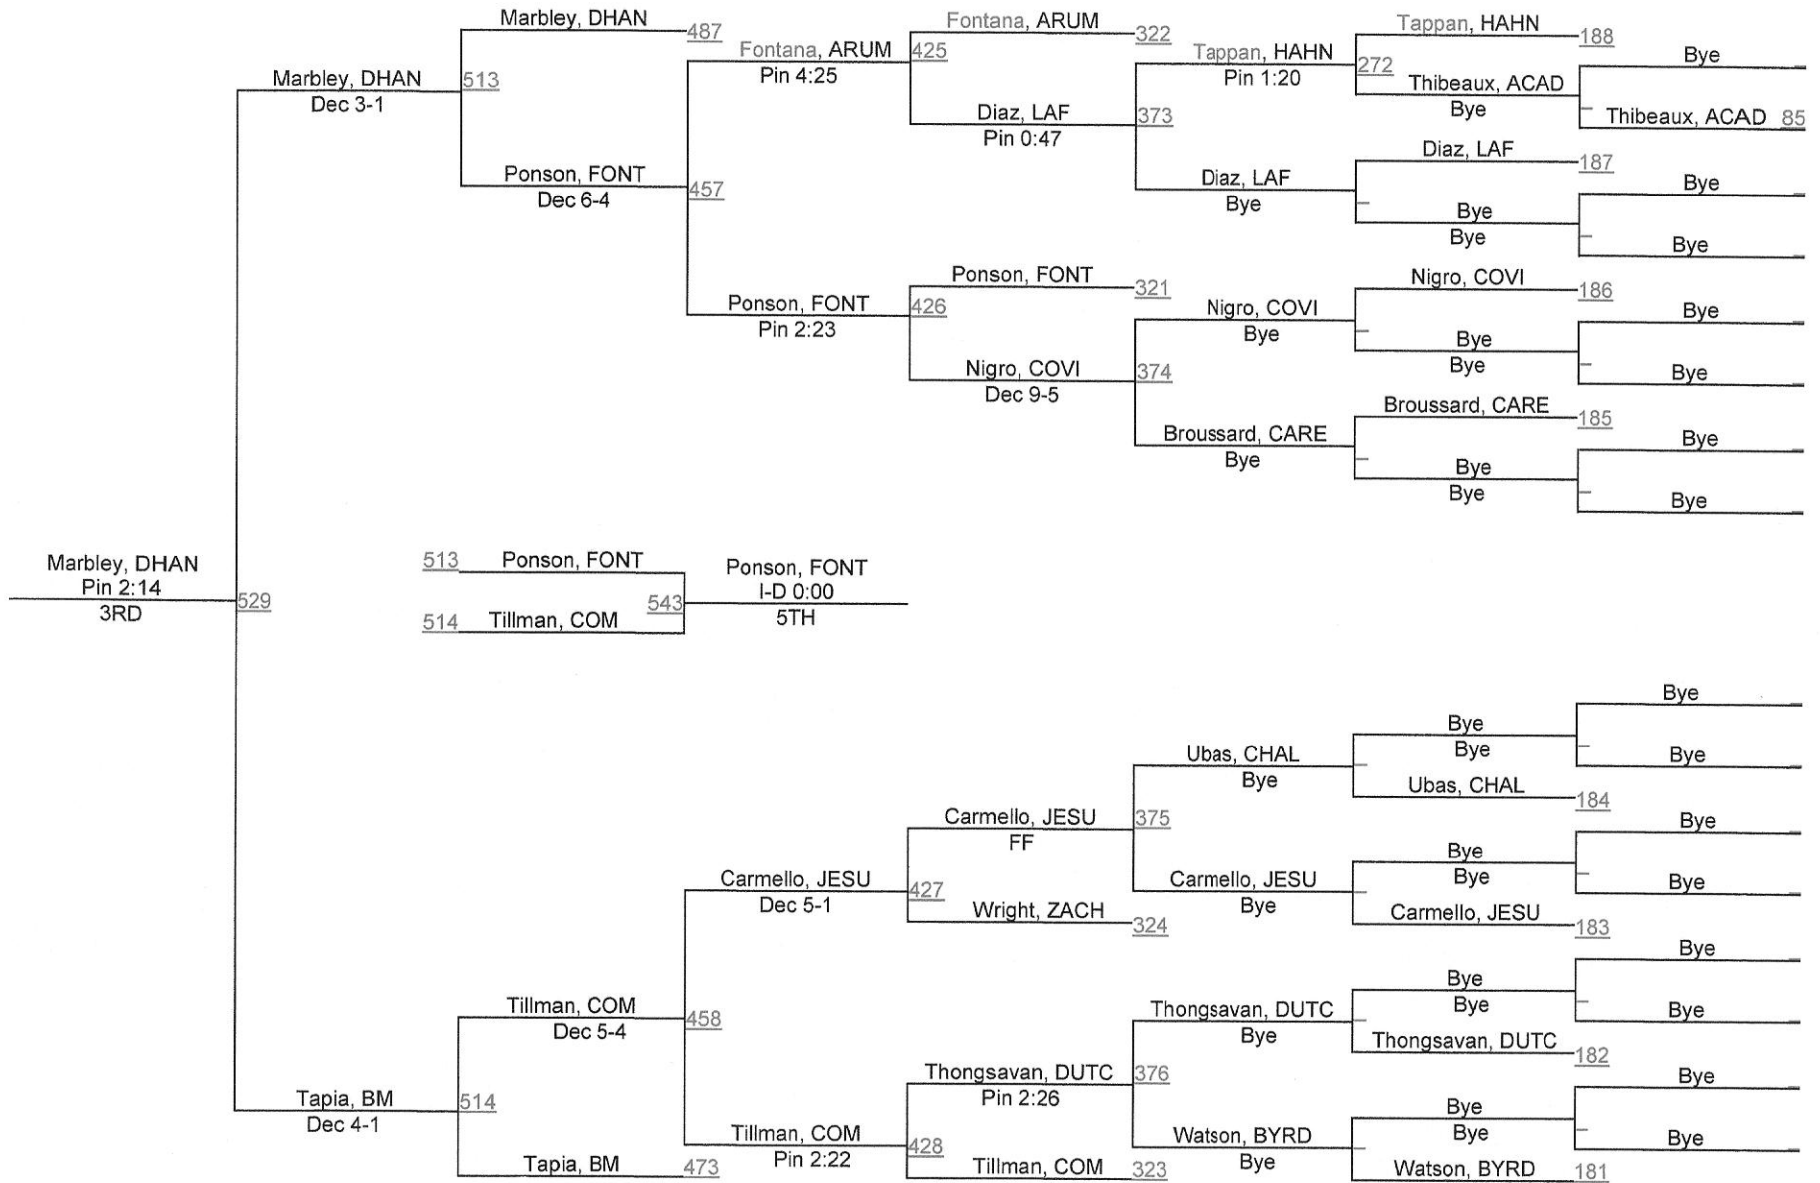 Marbley, DHAN
487
Marbley, DHAN
513
Dec 3-1
Ponson, FONT
Dec 6-4
457
Fontana, ARUM
Pin 4:25
425
Fontana, ARUM
322
Diaz, LAF
Pin 0:47
373
Tappan, HAHN
Pin 1:20
272
Tappan, HAHN
188
Thibeaux, ACAD
Bye
Bye
Thibeaux, ACAD 85
Diaz, LAF
Bye
Diaz, LAF
187
Bye
Bye
Bye
Bye
Ponson, FONT
Pin 2:23
426
Ponson, FONT
321
Nigro, COVI
Dec 9-5
374
Nigro, COVI
Bye
Nigro, COVI
186
Bye
Bye
Bye
Bye
Broussard, CARE
Bye
Broussard, CARE
185
Bye
Bye
Bye
Bye
Marbley, DHAN
Pin 2:14
3RD
529
513 Ponson, FONT
514 Tillman, COM
543
Ponson, FONT
I-D 0:00
5TH
Tapia, BM
Dec 4-1
514
Tillman, COM
Dec 5-4
458
Tapia, BM
473
Carmello, JESU
Dec 5-1
427
Carmello, JESU
FF
375
Wright, ZACH
324
Ubas, CHAL
Bye
Bye
Bye
Bye
Bye
Ubas, CHAL
184
Carmello, JESU
Bye
Bye
Bye
Bye
Bye
Carmello, JESU
183
Tillman, COM
Pin 2:22
428
Thongsavan, DUTC
Pin 2:26
376
Tillman, COM
323
Thongsavan, DUTC
Bye
Bye
Bye
Bye
Bye
Thongsavan, DUTC
182
Watson, BYRD
Bye
Bye
Bye
Bye
Bye
Watson, BYRD
181